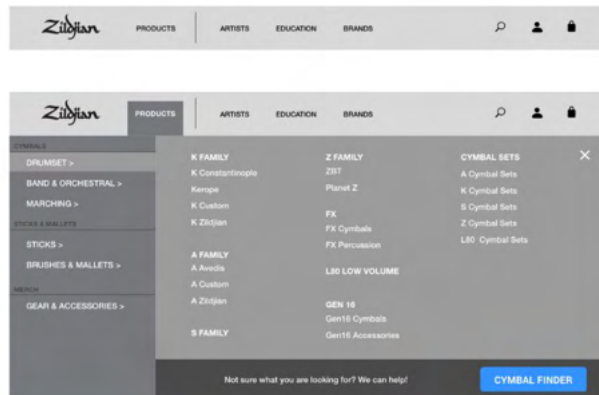 Zildjian PRODUCTS ARTISTS EDUCATION BRANDS
Zildjian PRODUCTS ARTISTS EDUCATION BRANDS
CYMBALS
DRUMSET >
BAND & ORCHESTRAL >
MARCHING >
STICKS & MALLETS
STICKS >
BRUSHES & MALLETS >
MERCH
GEAR & ACCESSORIES >
K FAMILY
K Constantinople
Kerope
K Custom
K Zildjian
A FAMILY
A Avedis
A Custom
A Zildjian
S FAMILY
Z FAMILY
ZBT
Planet Z
FX
FX Cymbals
FX Percussion
L80 LOW VOLUME
GEN 16
Gen16 Cymbals
Gen16 Accessories
CYMBAL SETS
A Cymbal Sets
K Cymbal Sets
S Cymbal Sets
Z Cymbal Sets
L80 Cymbal Sets
Not sure what you are looking for? We can help!
CYMBAL FINDER